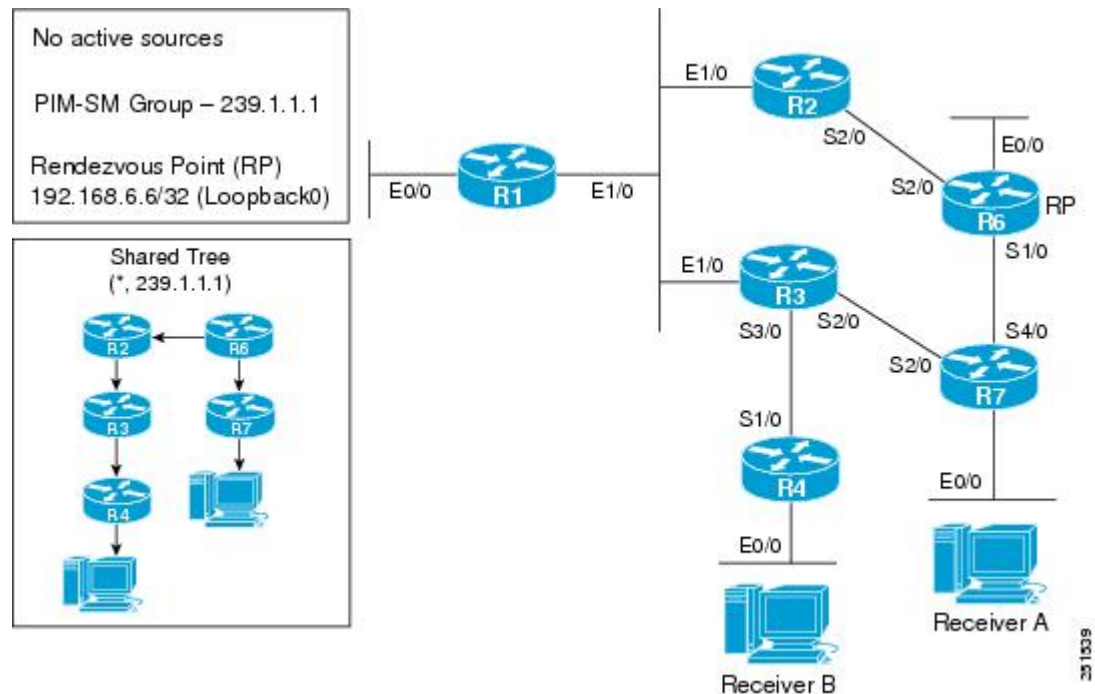 No active sources
PIM-SM Group – 239.1.1.1
Rendezvous Point (RP)
192.168.6.6/32 (Loopback0)
Shared Tree
(*, 239.1.1.1)
R2
R6
R3
R7
R4
E0/0
R1
E1/0
E1/0
R2
S2/0
E0/0
S2/0
R6
RP
S1/0
E1/0
R3
S3/0
S2/0
S4/0
S2/0
R7
S1/0
R4
E0/0
E0/0
Receiver A
Receiver B
251539